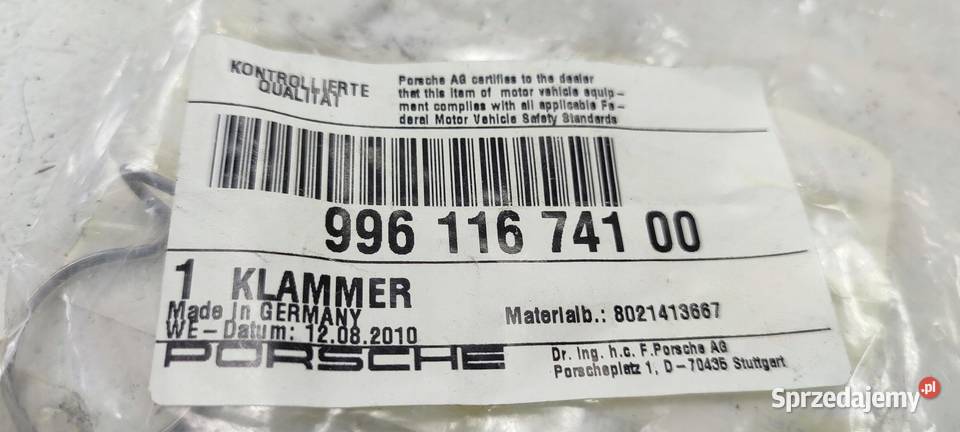 KONTROLLIERTE
QUALITÄT
Porsche AG certifies to the dealer
that this item of motor vehicle equip-
ment complies with all applicable Fe-
deral Motor Vehicle Safety Standards
996 116 741 00
1 KLAMMER
Made in GERMANY
Materialb.: 8021413667
WE-Datum: 12.08.2010
PORSCHE
Dr. Ing. h.c. F.Porsche AG
Porscheplatz 1, D-70435 Stuttgart
Sprzedajemy.pl